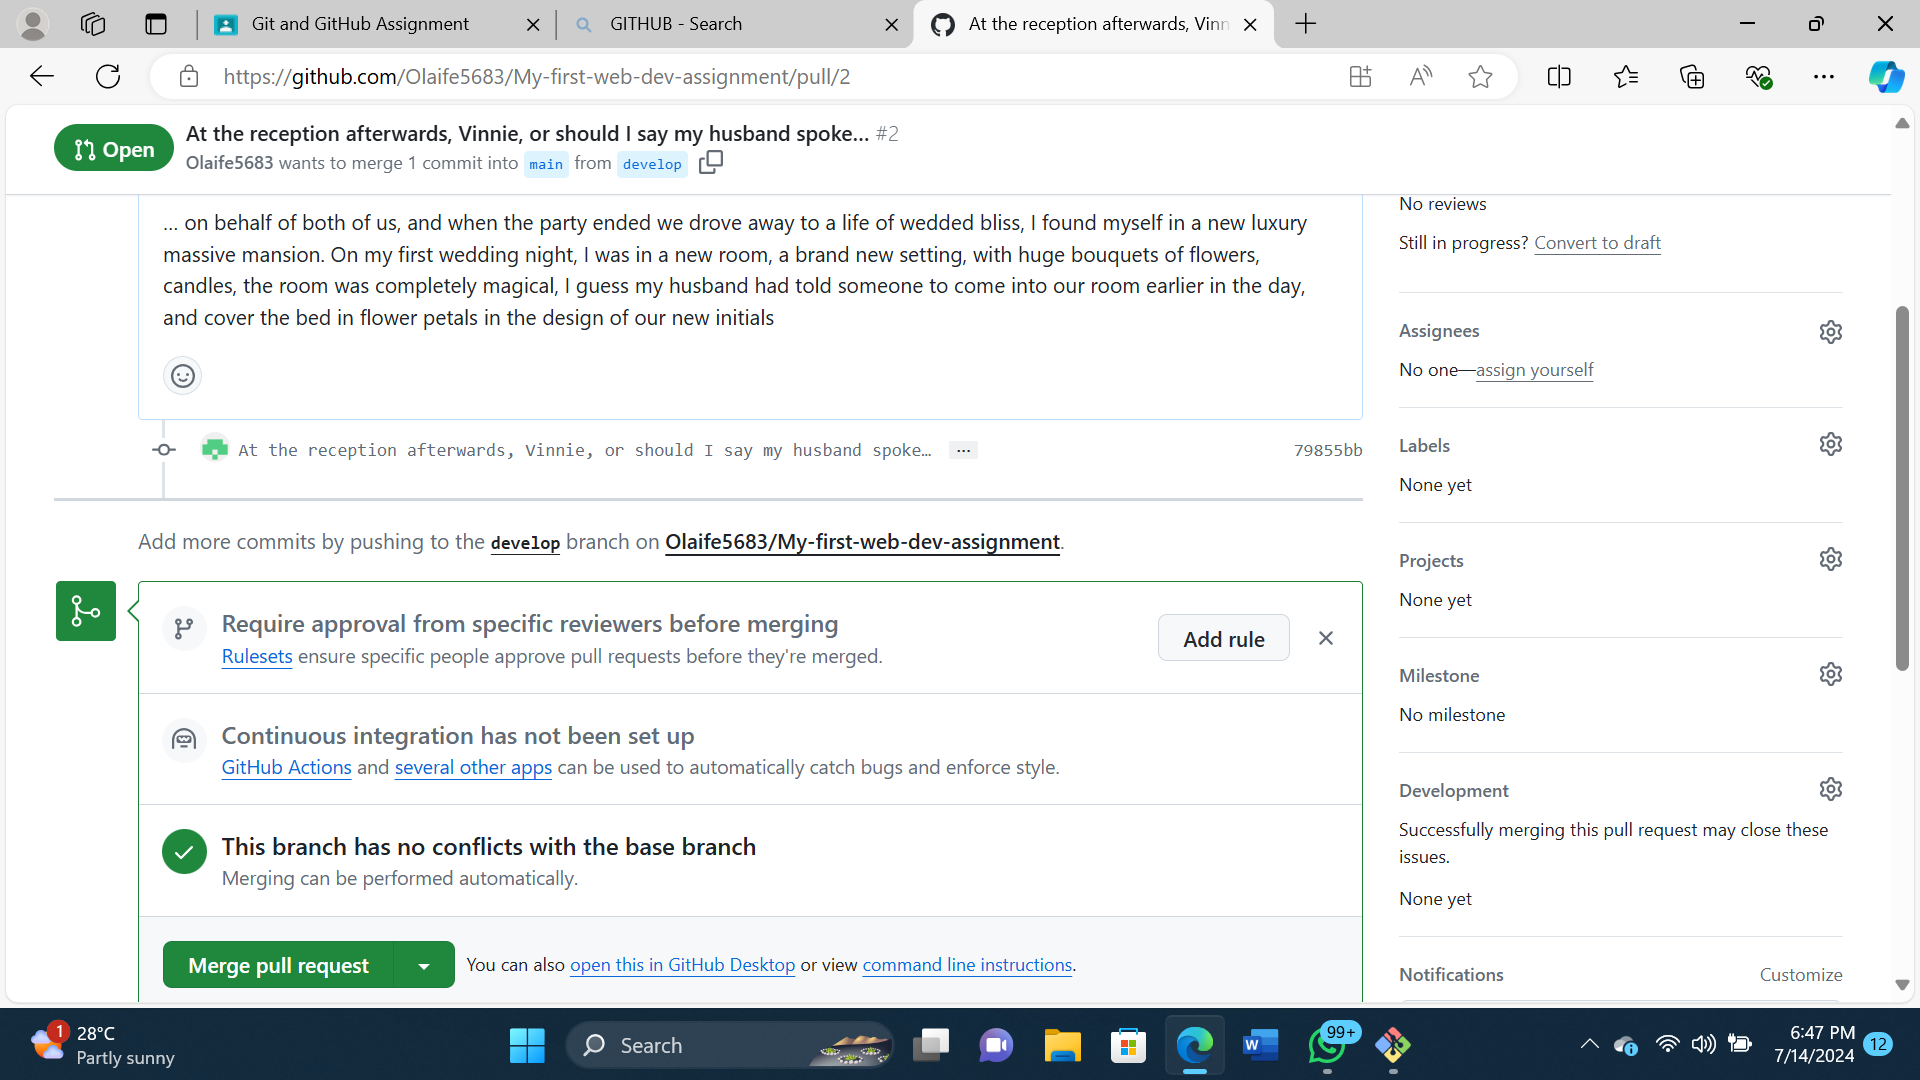 Git and GitHub Assignment
GITHUB - Search
At the reception afterwards, Vinn
https://github.com/Olaife5683/My-first-web-dev-assignment/pull/2
Open
At the reception afterwards, Vinnie, or should I say my husband spoke... #2
Olaife5683 wants to merge 1 commit into main from develop
... on behalf of both of us, and when the party ended we drove away to a life of wedded bliss, I found myself in a new luxury
massive mansion. On my first wedding night, I was in a new room, a brand new setting, with huge bouquets of flowers,
candles, the room was completely magical, I guess my husband had told someone to come into our room earlier in the day,
and cover the bed in flower petals in the design of our new initials
At the reception afterwards, Vinnie, or should I say my husband spoke… ... 79855bb
Add more commits by pushing to the develop branch on Olaife5683/My-first-web-dev-assignment.
Require approval from specific reviewers before merging
Rulesets ensure specific people approve pull requests before they're merged.
Add rule
Continuous integration has not been set up
GitHub Actions and several other apps can be used to automatically catch bugs and enforce style.
This branch has no conflicts with the base branch
Merging can be performed automatically.
Merge pull request
You can also open this in GitHub Desktop or view command line instructions.
No reviews
Still in progress? Convert to draft
Assignees
No one—assign yourself
Labels
None yet
Projects
None yet
Milestone
No milestone
Development
Successfully merging this pull request may close these
issues.
None yet
Notifications
Customize
1
28°C
Partly sunny
Search
W
99+
6:47 PM
7/14/2024
12